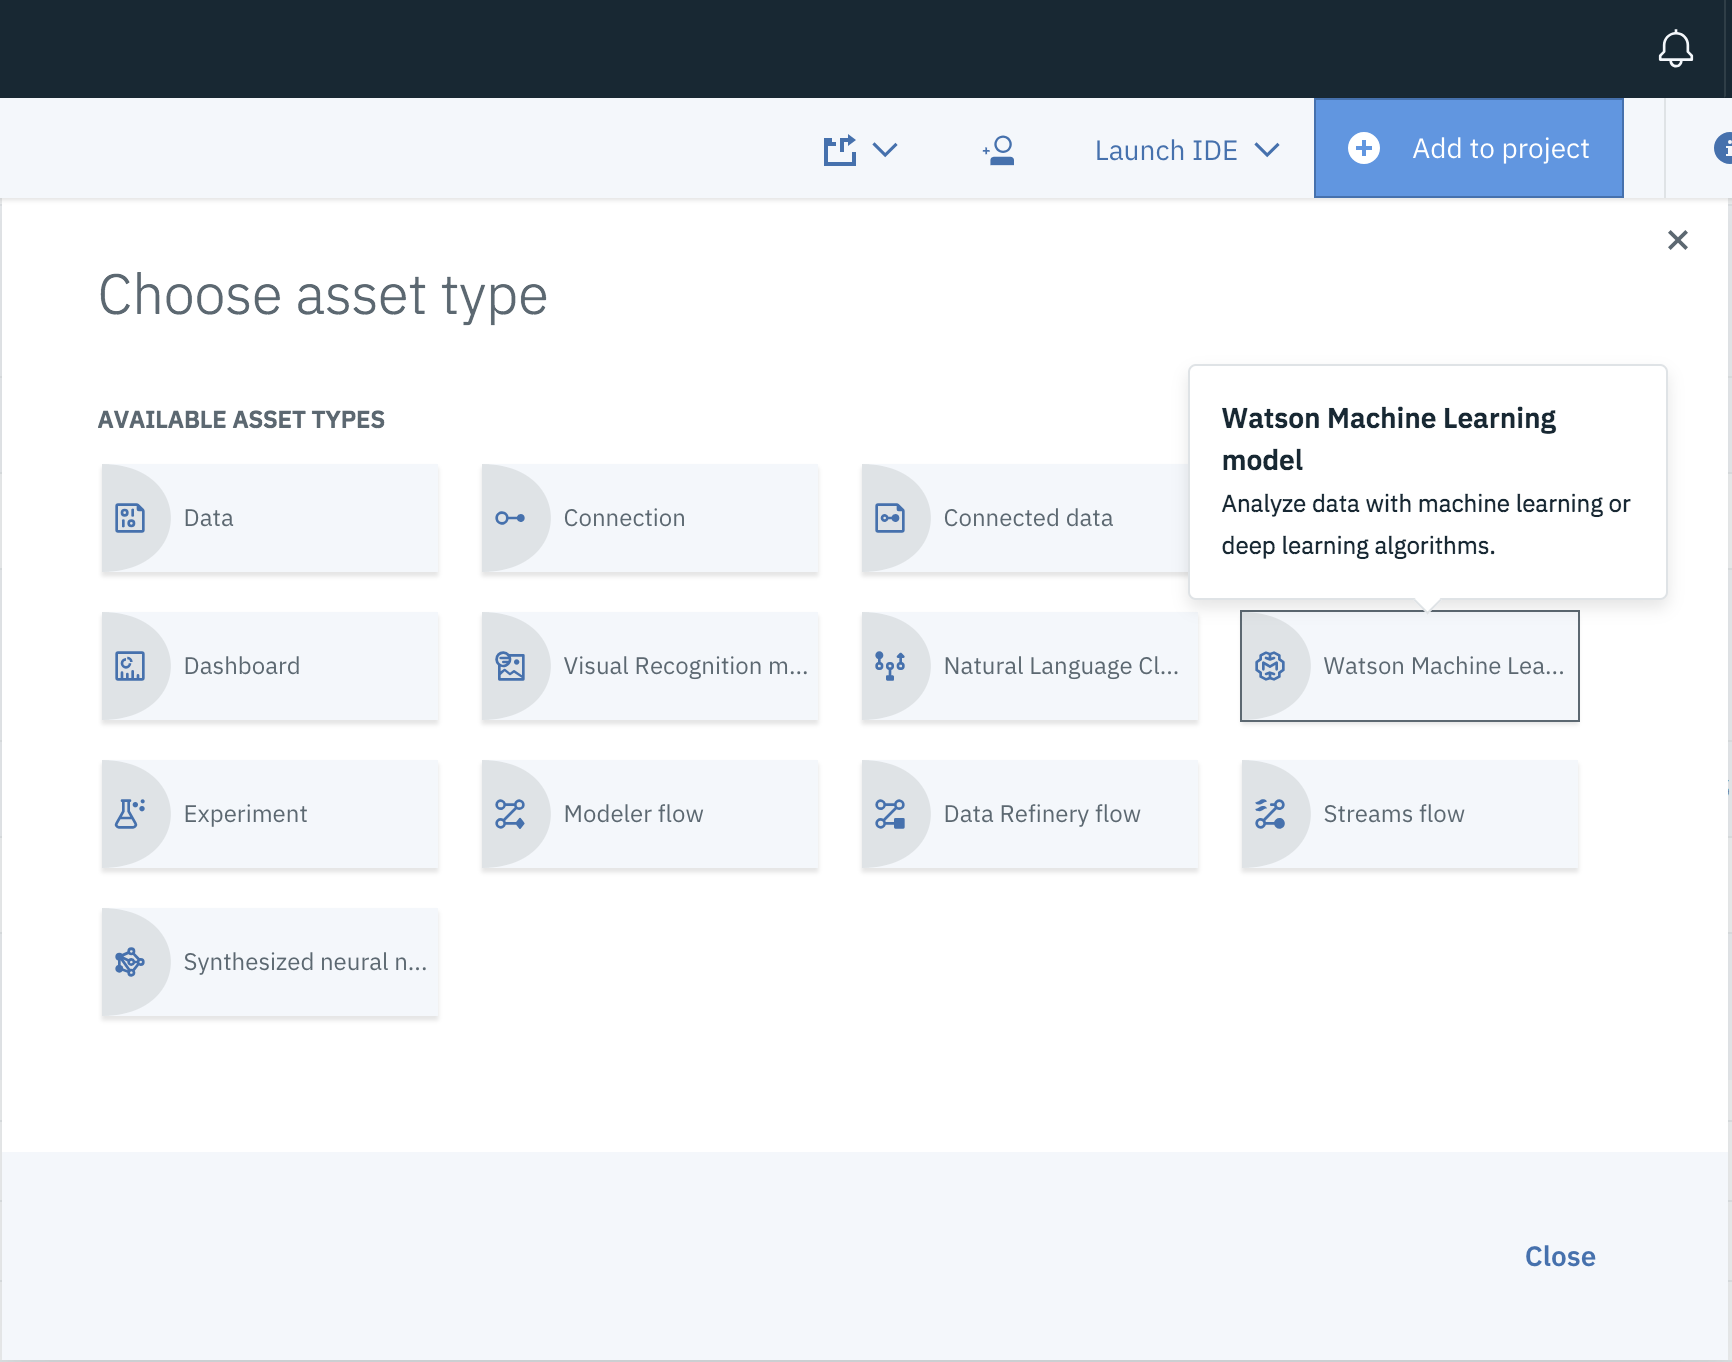 Launch IDE
Add to project
Choose asset type
AVAILABLE ASSET TYPES
Watson Machine Learning
model
Analyze data with machine learning or
deep learning algorithms.
Data
Connection
Connected data
Dashboard
Visual Recognition m...
Natural Language Cl...
Watson Machine Lea...
Experiment
Modeler flow
Data Refinery flow
Streams flow
Synthesized neural n...
Close